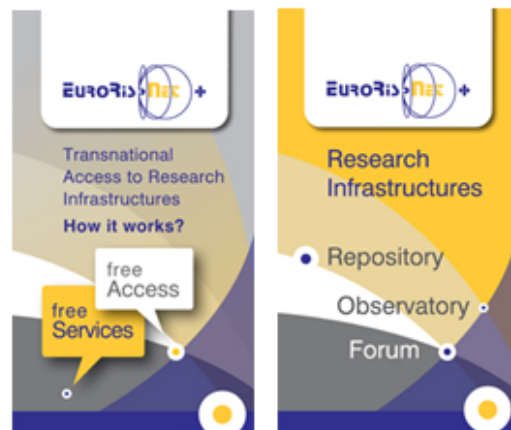 EuroRis-Net +
Transnational
Access to Research
Infrastructures
How it works?
free
Access
free
Services
EuroRis-Net +
Research
Infrastructures
Repository
Observatory
Forum